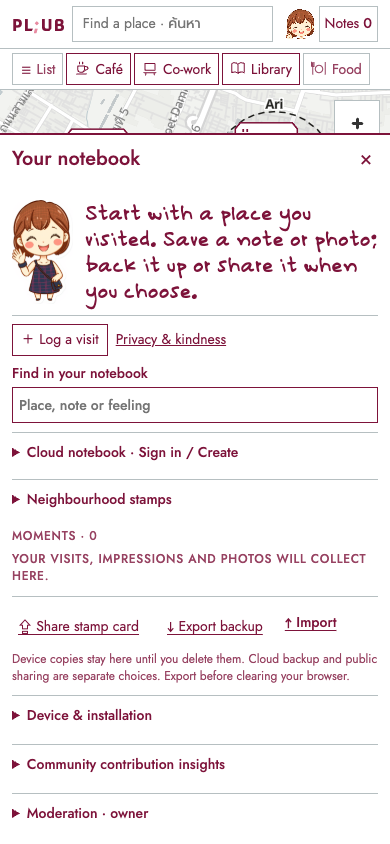 PL;UB
Find a place · ค้นหา
Notes 0
List
Café
Co-work
Library
Food
Ari
+
Your notebook
×
Start with a place you
visited. Save a note or photo;
back it up or share it when
you choose.
+ Log a visit
Privacy & kindness
Find in your notebook
Place, note or feeling
▶ Cloud notebook · Sign in / Create
▶ Neighbourhood stamps
MOMENTS · 0
YOUR VISITS, IMPRESSIONS AND PHOTOS WILL COLLECT
HERE.
Share stamp card
↓ Export backup
↑ Import
Device copies stay here until you delete them. Cloud backup and public
sharing are separate choices. Export before clearing your browser.
▶ Device & installation
▶ Community contribution insights
▶ Moderation · owner